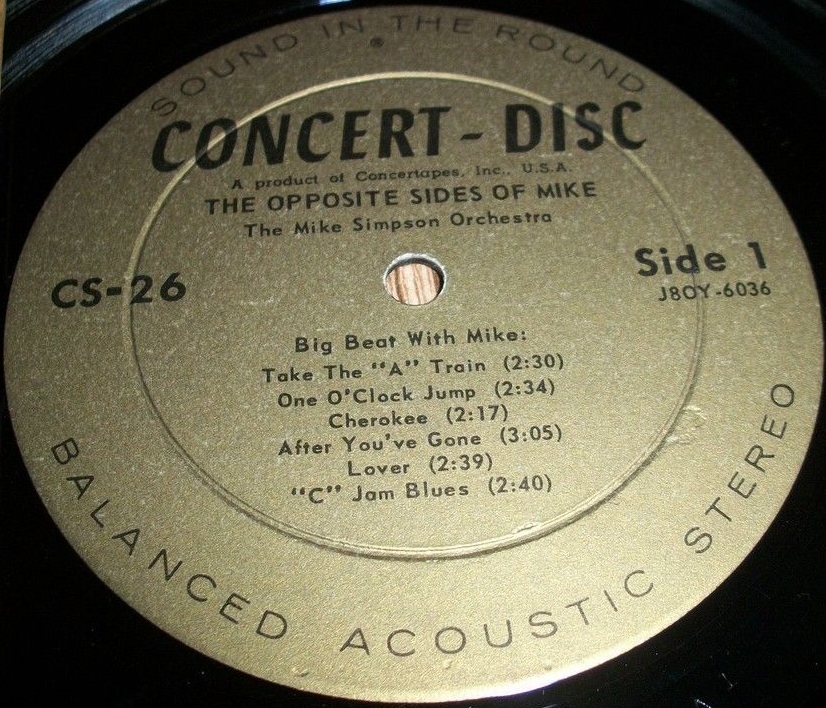 SOUND IN THE ROUND
®
CONCERT-DISC
A product of Concertapes, Inc., U.S.A.
THE OPPOSITE SIDES OF MIKE
The Mike Simpson Orchestra
CS-26
Side 1
J8OY-6036
Big Beat With Mike:
Take The "A" Train (2:30)
One O'Clock Jump (2:34)
Cherokee (2:17)
After You've Gone (3:05)
Lover (2:39)
"C" Jam Blues (2:40)
BALANCED ACOUSTIC STEREO